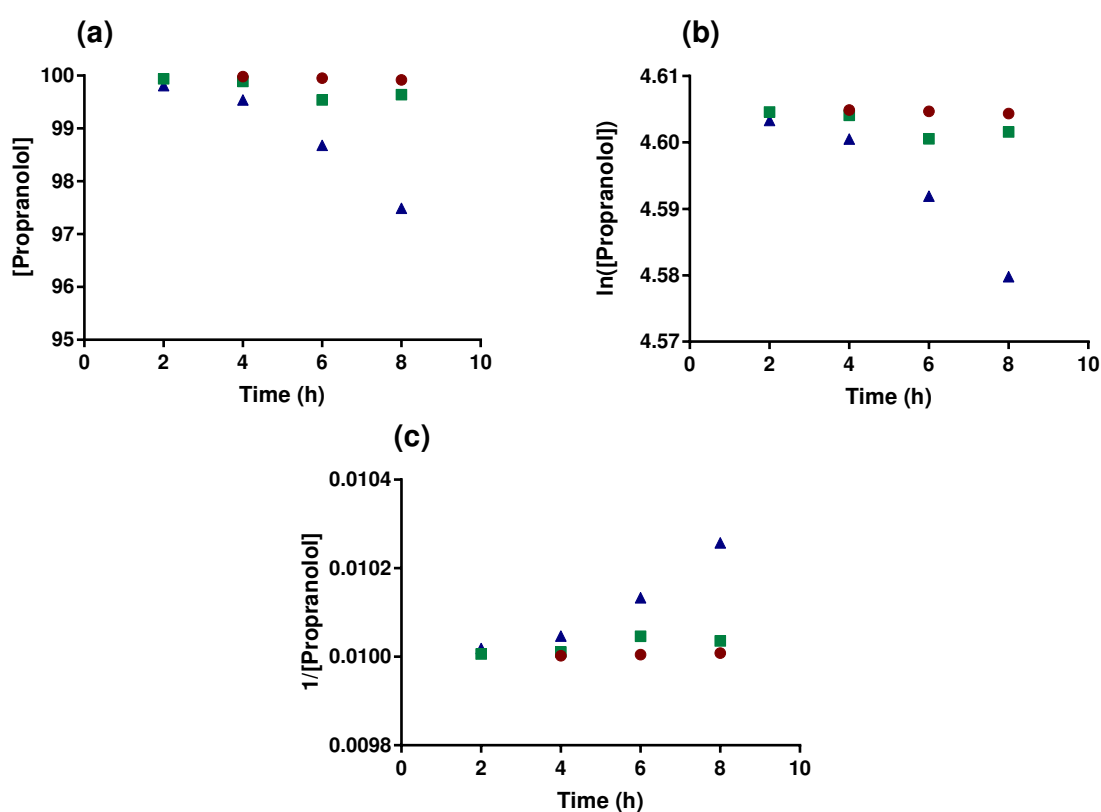 (a)
[Propranolol]
100
99
98
97
96
95
0 2 4 6 8 10
Time (h)
(b)
ln([Propranolol])
4.61
4.60
4.59
4.58
4.57
0 2 4 6 8 10
Time (h)
(c)
1/[Propranolol]
0.0104
0.0102
0.0100
0.0098
0 2 4 6 8 10
Time (h)